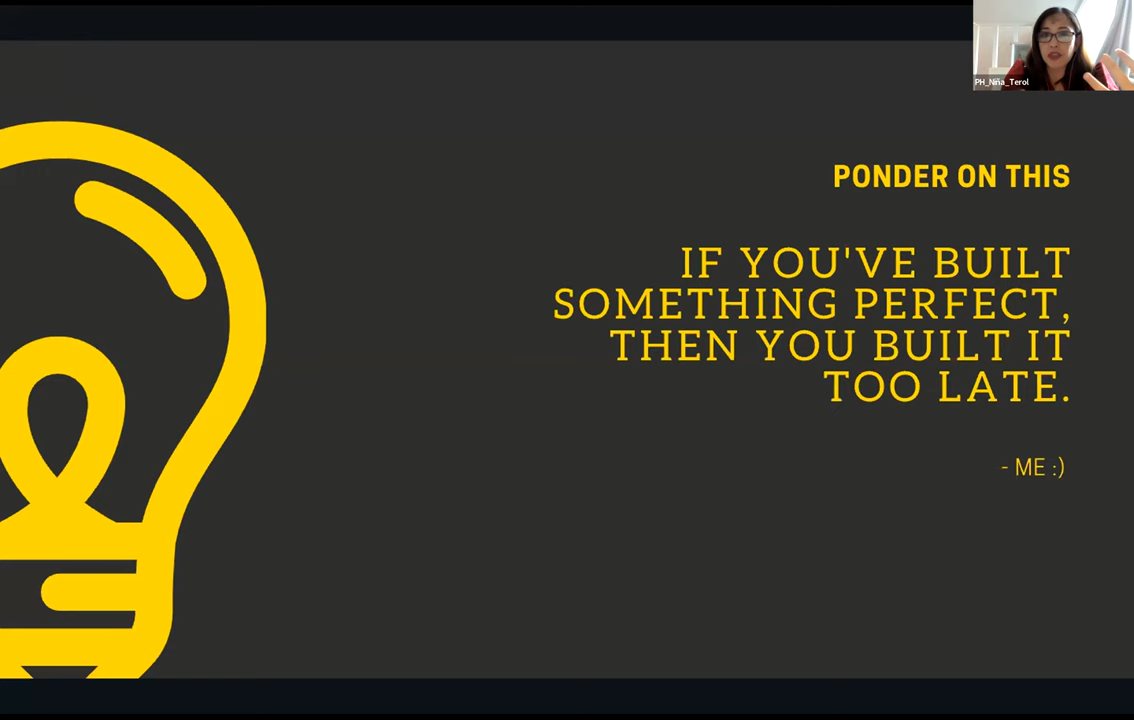 PH_Niña_Terol
PONDER ON THIS
IF YOU'VE BUILT
SOMETHING PERFECT,
THEN YOU BUILT IT
TOO LATE.
- ME :)